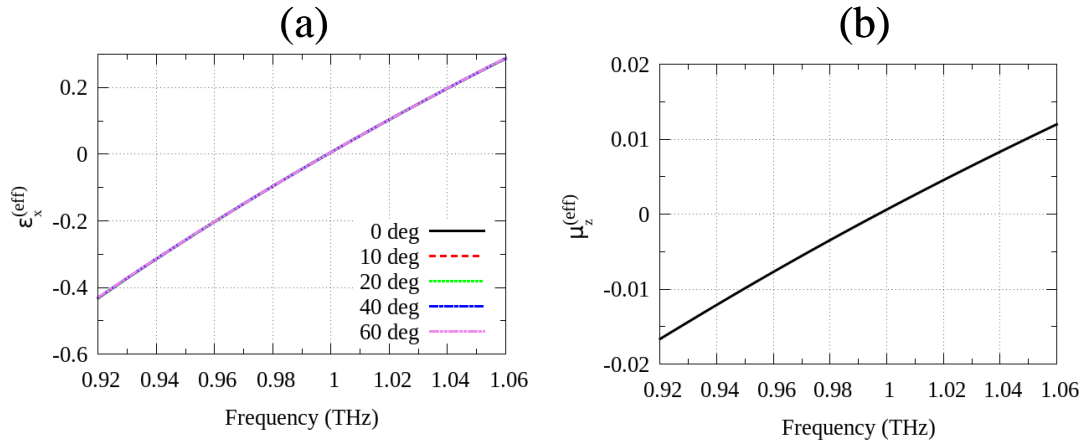 (a)
0.2
0
-0.2
-0.4
-0.6
εₓ⁽ᵉᶠᶠ⁾
0 deg
10 deg
20 deg
40 deg
60 deg
0.92 0.94 0.96 0.98 1 1.02 1.04 1.06
Frequency (THz)
(b)
0.02
0.01
0
-0.01
-0.02
μ_z⁽ᵉᶠᶠ⁾
0.92 0.94 0.96 0.98 1 1.02 1.04 1.06
Frequency (THz)